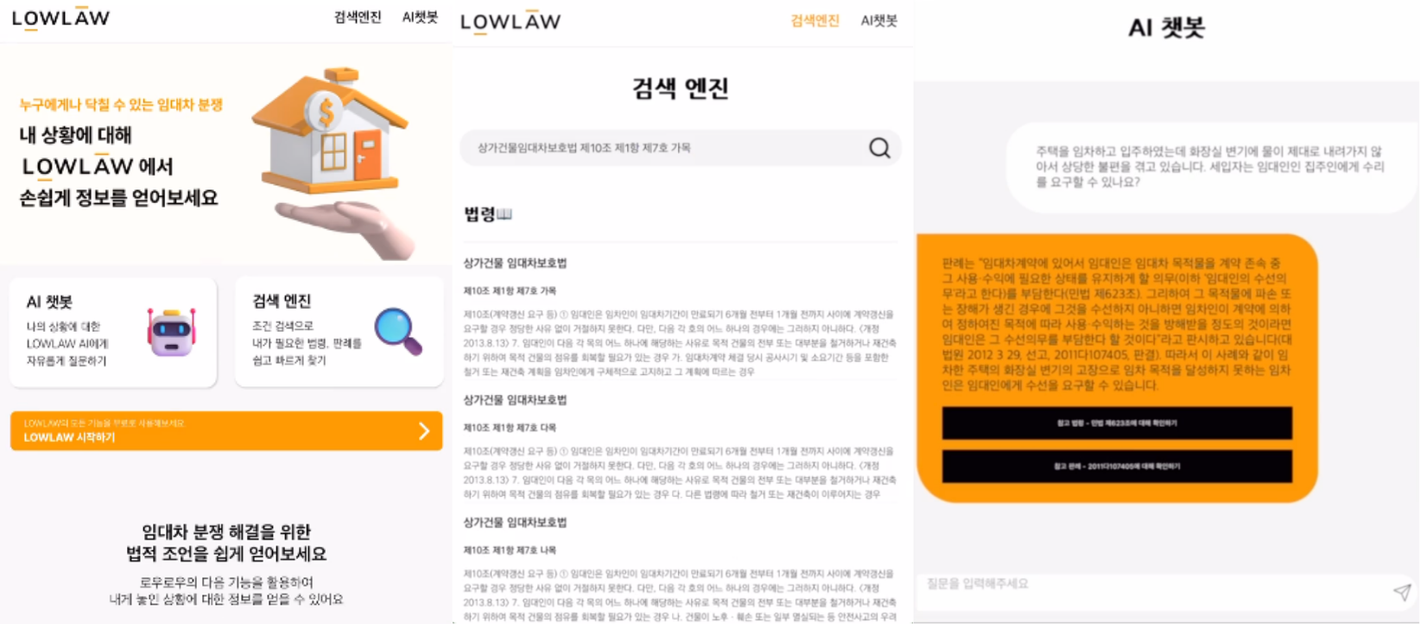 LOWLAW
검색엔진 AI챗봇
누구에게나 닥칠 수 있는 임대차 분쟁
내 상황에 대해
LOWLAW 에서
손쉽게 정보를 얻어보세요
AI 챗봇
나의 상황에 대한
LOWLAW AI에게
자유롭게 질문하기
검색 엔진
조건 검색으로
내가 필요한 법령, 판례를
쉽고 빠르게 찾기
LOWLAW의 모든 기능을 무료로 사용해보세요.
LOWLAW 시작하기
임대차 분쟁 해결을 위한
법적 조언을 쉽게 얻어보세요
로우로우의 다음 기능을 활용하여
내게 놓인 상황에 대한 정보를 얻을 수 있어요
LOWLAW
검색엔진 AI챗봇
검색 엔진
상가건물임대차보호법 제10조 제1항 제7호 가목
법령
상가건물 임대차보호법
제10조 제1항 제7호 가목
제10조(계약갱신 요구 등) ① 임대인은 임차인이 임대차기간이 만료되기 6개월 전부터 1개월 전까지 사이에 계약갱신을
요구할 경우 정당한 사유 없이 거절하지 못한다. 다만, 다음 각 호의 어느 하나의 경우에는 그러하지 아니하다. <개정
2013.8.13> 7. 임대인이 다음 각 목의 어느 하나에 해당하는 사유로 목적 건물의 전부 또는 대부분을 철거하거나 재건축
하기 위하여 목적 건물의 점유를 회복할 필요가 있는 경우 가. 임대차계약 체결 당시 공사시기 및 소요기간 등을 포함한
철거 또는 재건축 계획을 임차인에게 구체적으로 고지하고 그 계획에 따르는 경우
상가건물 임대차보호법
제10조 제1항 제7호 다목
제10조(계약갱신 요구 등) ① 임대인은 임차인이 임대차기간이 만료되기 6개월 전부터 1개월 전까지 사이에 계약갱신을
요구할 경우 정당한 사유 없이 거절하지 못한다. 다만, 다음 각 호의 어느 하나의 경우에는 그러하지 아니하다. <개정
2013.8.13> 7. 임대인이 다음 각 목의 어느 하나에 해당하는 사유로 목적 건물의 전부 또는 대부분을 철거하거나 재건축
하기 위하여 목적 건물의 점유를 회복할 필요가 있는 경우 다. 다른 법령에 따라 철거 또는 재건축이 이루어지는 경우
상가건물 임대차보호법
제10조 제1항 제7호 나목
제10조(계약갱신 요구 등) ① 임대인은 임차인이 임대차기간이 만료되기 6개월 전부터 1개월 전까지 사이에 계약갱신을
요구할 경우 정당한 사유 없이 거절하지 못한다. 다만, 다음 각 호의 어느 하나의 경우에는 그러하지 아니하다. <개정
2013.8.13> 7. 임대인이 다음 각 목의 어느 하나에 해당하는 사유로 목적 건물의 전부 또는 대부분을 철거하거나 재건축
하기 위하여 목적 건물의 점유를 회복할 필요가 있는 경우 나. 건물이 노후ㆍ훼손 또는 일부 멸실되는 등 안전사고의 우려
AI 챗봇
주택을 임차하고 입주하였는데 화장실 변기에 물이 제대로 내려가지 않
아서 상당한 불편을 겪고 있습니다. 세입자는 임대인인 집주인에게 수리
를 요구할 수 있나요?
판례는 "임대차계약에 있어서 임대인은 임대차 목적물을 계약 존속 중
그 사용·수익에 필요한 상태를 유지하게 할 의무(이하 '임대인의 수선의
무'라고 한다)를 부담한다(민법 제623조). 그리하여 그 목적물에 파손 또
는 장해가 생긴 경우에 그것을 수선하지 아니하면 임차인이 계약에 의하
여 정하여진 목적에 따라 사용·수익하는 것을 방해받을 정도의 것이라면
임대인은 그 수선의무를 부담한다 할 것이다"라고 판시하고 있습니다(대
법원 2012 3 29. 선고, 2011다107405, 판결). 따라서 이 사례와 같이 임
차한 주택의 화장실 변기의 고장으로 임차 목적을 달성하지 못하는 임차
인은 임대인에게 수선을 요구할 수 있습니다.
참고 법령 - 민법 제623조에 대해 확인하기
참고 판례 - 2011다107405에 대해 확인하기
질문을 입력해주세요